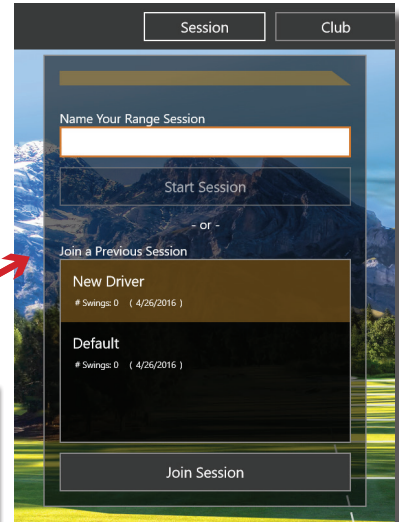 Session
Club
Name Your Range Session
Start Session
- or -
Join a Previous Session
New Driver
# Swings: 0 ( 4/26/2016 )
Default
# Swings: 0 ( 4/26/2016 )
Join Session